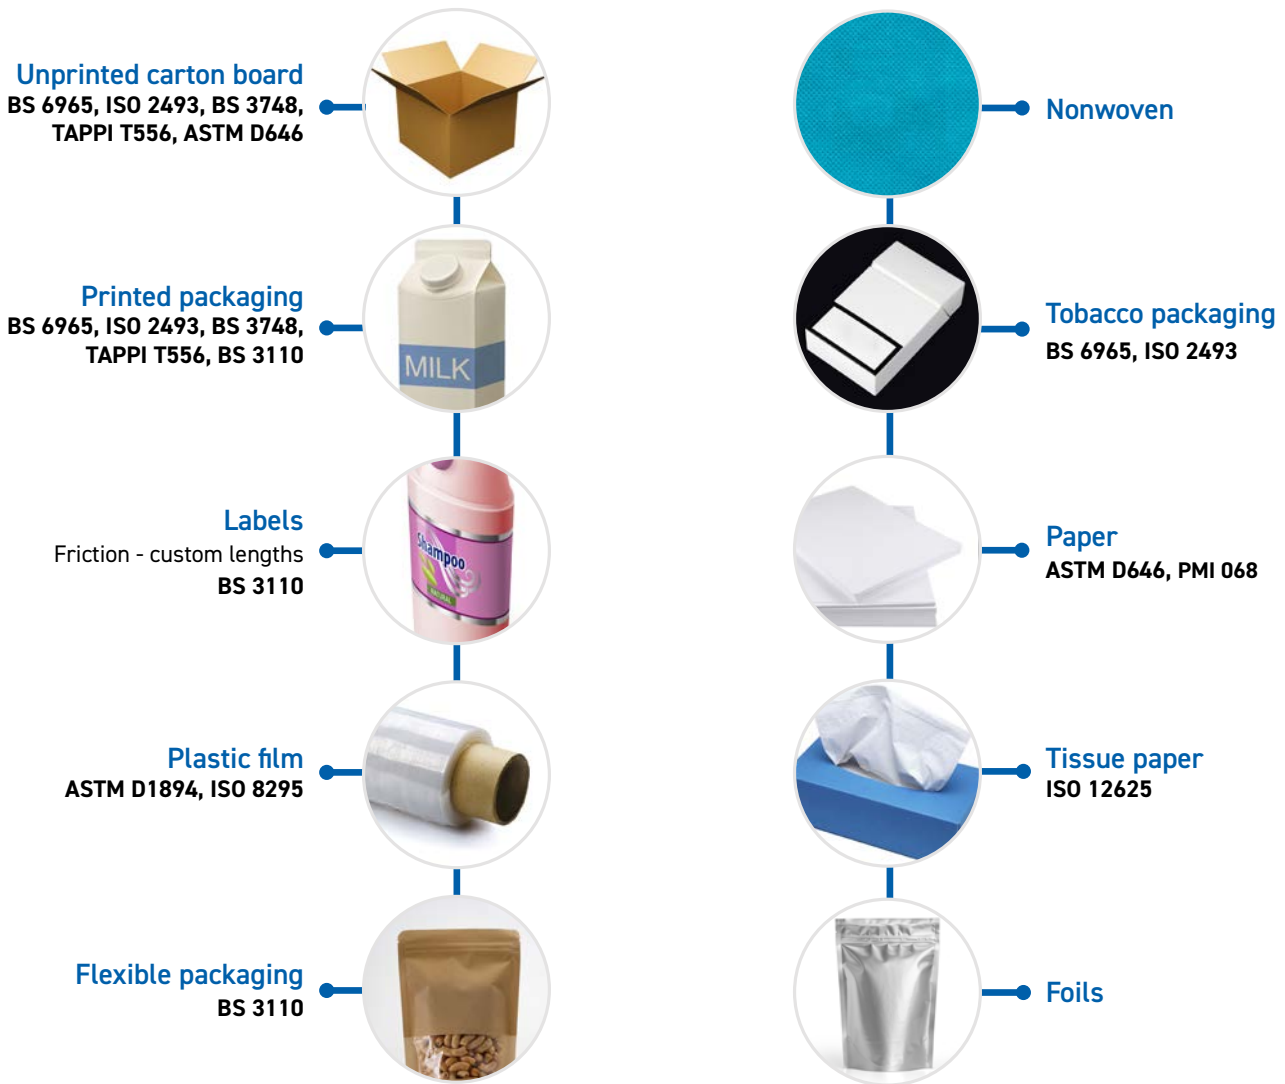 Unprinted carton board
BS 6965, ISO 2493, BS 3748,
TAPPI T556, ASTM D646
Printed packaging
BS 6965, ISO 2493, BS 3748,
TAPPI T556, BS 3110
MILK
Labels
Friction - custom lengths
BS 3110
Shampoo
NATURAL
Plastic film
ASTM D1894, ISO 8295
Flexible packaging
BS 3110
Nonwoven
Tobacco packaging
BS 6965, ISO 2493
Paper
ASTM D646, PMI 068
Tissue paper
ISO 12625
Foils